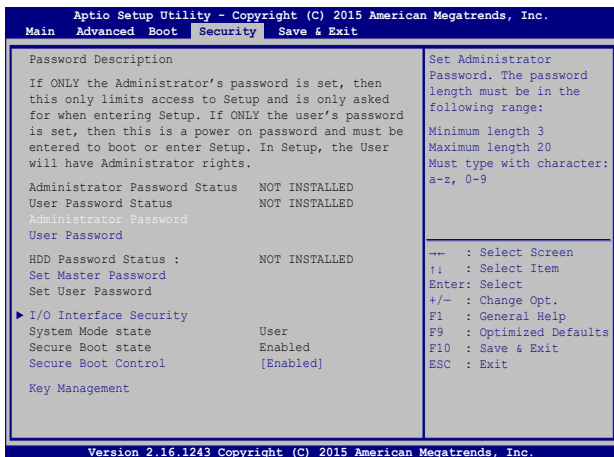 Aptio Setup Utility - Copyright (C) 2015 American Megatrends, Inc.
Main Advanced Boot Security Save & Exit
Password Description
If ONLY the Administrator's password is set, then
this only limits access to Setup and is only asked
for when entering Setup. If ONLY the user's password
is set, then this is a power on password and must be
entered to boot or enter Setup. In Setup, the User
will have Administrator rights.
Administrator Password Status NOT INSTALLED
User Password Status NOT INSTALLED
Administrator Password
User Password
HDD Password Status : NOT INSTALLED
Set Master Password
Set User Password
I/O Interface Security
System Mode state User
Secure Boot state Enabled
Secure Boot Control [Enabled]
Key Management
Set Administrator
Password. The password
length must be in the
following range:
Minimum length 3
Maximum length 20
Must type with character:
a-z, 0-9
→← : Select Screen
↑↓ : Select Item
Enter: Select
+/— : Change Opt.
F1 : General Help
F9 : Optimized Defaults
F10 : Save & Exit
ESC : Exit
Version 2.16.1243 Copyright (C) 2015 American Megatrends, Inc.